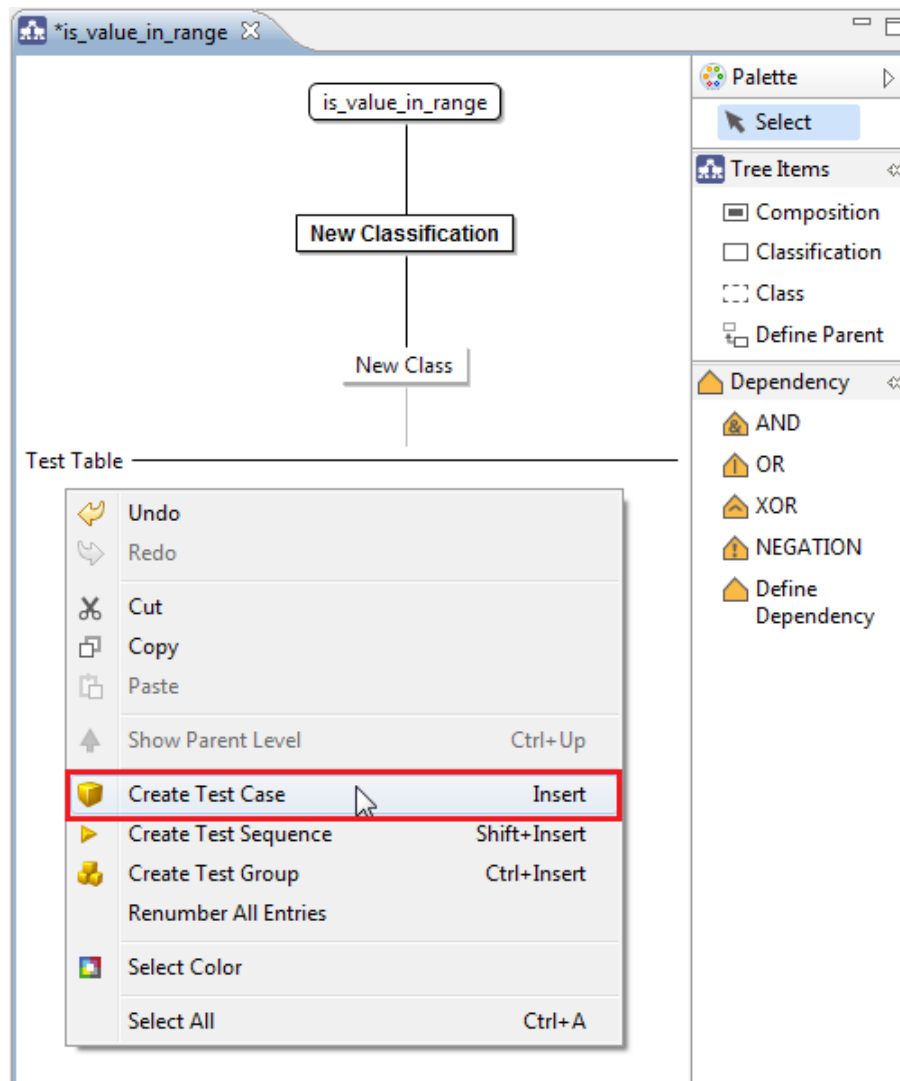 *is_value_in_range
is_value_in_range
New Classification
New Class
Test Table
Undo
Redo
Cut
Copy
Paste
Show Parent Level Ctrl+Up
Create Test Case Insert
Create Test Sequence Shift+Insert
Create Test Group Ctrl+Insert
Renumber All Entries
Select Color
Select All Ctrl+A
Palette
Select
Tree Items
Composition
Classification
Class
Define Parent
Dependency
AND
OR
XOR
NEGATION
Define
Dependency